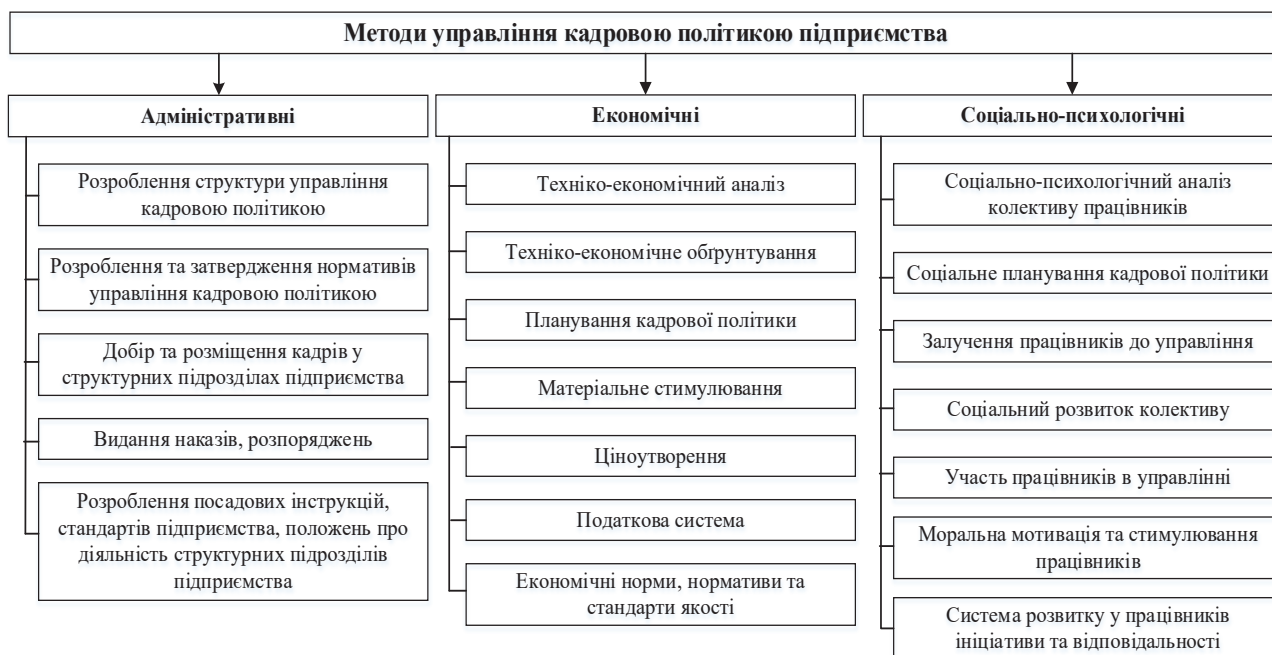 Методи управління кадровою політикою підприємства
Адміністративні
Розроблення структури управління
кадровою політикою
Розроблення та затвердження нормативів
управління кадровою політикою
Добір та розміщення кадрів у
структурних підрозділах підприємства
Видання наказів, розпоряджень
Розроблення посадових інструкцій,
стандартів підприємства, положень про
діяльність структурних підрозділів
підприємства
Економічні
Техніко-економічний аналіз
Техніко-економічне обґрунтування
Планування кадрової політики
Матеріальне стимулювання
Ціноутворення
Податкова система
Економічні норми, нормативи та
стандарти якості
Соціально-психологічні
Соціально-психологічний аналіз
колективу працівників
Соціальне планування кадрової політики
Залучення працівників до управління
Соціальний розвиток колективу
Участь працівників в управлінні
Моральна мотивація та стимулювання
працівників
Система розвитку у працівників
ініціативи та відповідальності